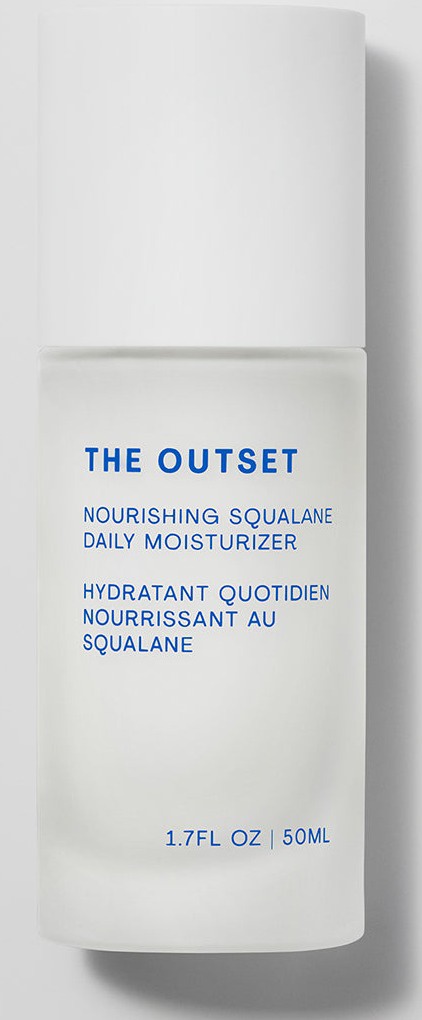 THE OUTSET
NOURISHING SQUALANE
DAILY MOISTURIZER
HYDRATANT QUOTIDIEN
NOURRISSANT AU
SQUALANE
1.7FL OZ | 50ML